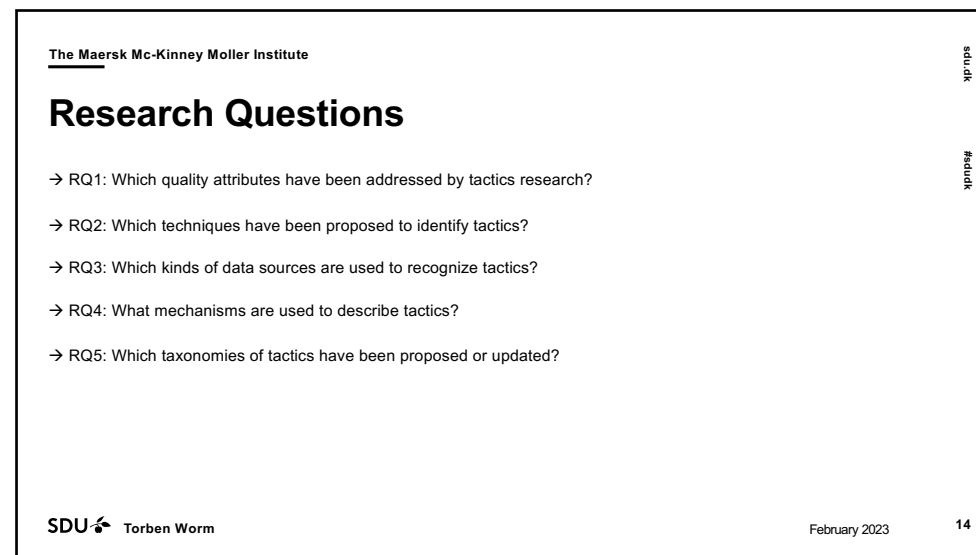 The Maersk Mc-Kinney Moller Institute
sdu.dk
#sdudk
Research Questions
→ RQ1: Which quality attributes have been addressed by tactics research?
→ RQ2: Which techniques have been proposed to identify tactics?
→ RQ3: Which kinds of data sources are used to recognize tactics?
→ RQ4: What mechanisms are used to describe tactics?
→ RQ5: Which taxonomies of tactics have been proposed or updated?
SDU Torben Worm
February 2023
14